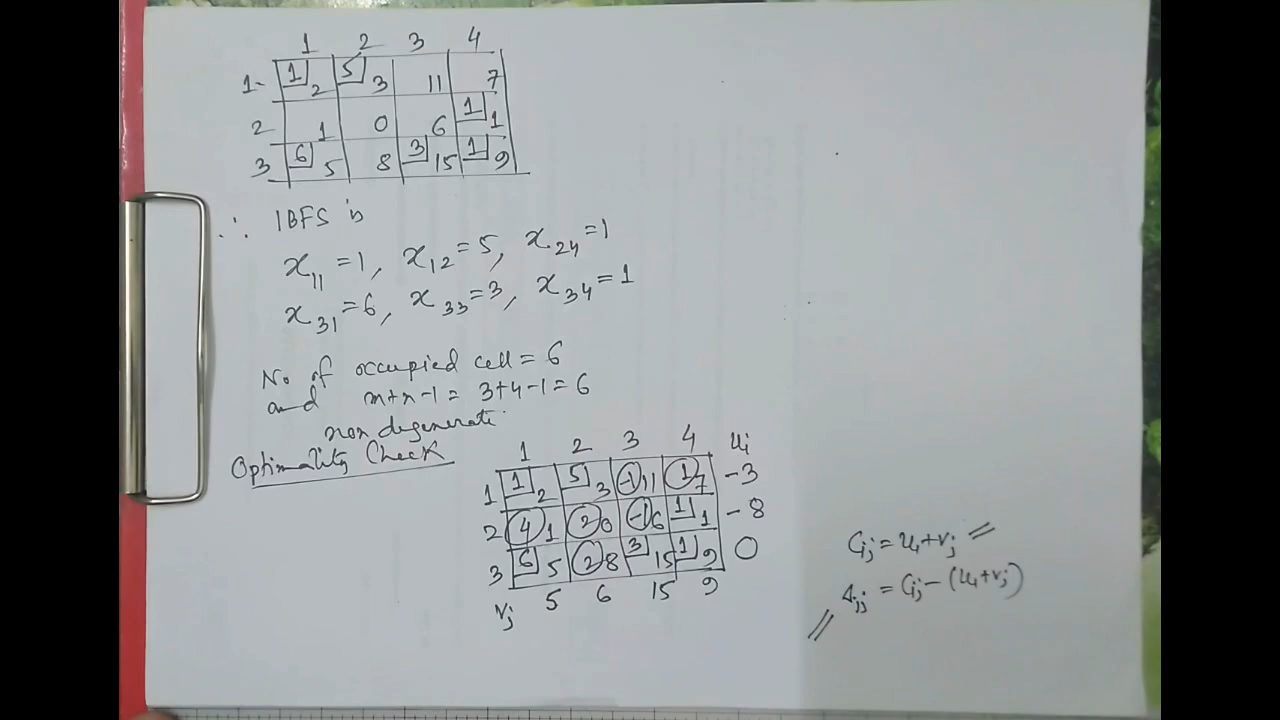 1 2 3 4
1- 1 2 5 3 11 7
2 1 0 6 1 1
3 6 5 8 3 15 1 9
∴ IBFS is
x₁₁ = 1, x₁₂ = 5, x₂₄ = 1
x₃₁ = 6, x₃₃ = 3, x₃₄ = 1
No of occupied cell = 6
and m+n-1 = 3+4-1 = 6
non degenerate.
Optimality Check
1 2 3 4 uᵢ
1 1 2 5 3 -1 11 1 7 -3
2 4 1 2 0 -1 6 1 1 -8
3 6 5 2 8 3 15 1 9 0
vⱼ 5 6 15 9
Cᵢⱼ = uᵢ+vⱼ
Δᵢⱼ = Cᵢⱼ-(uᵢ+vⱼ)